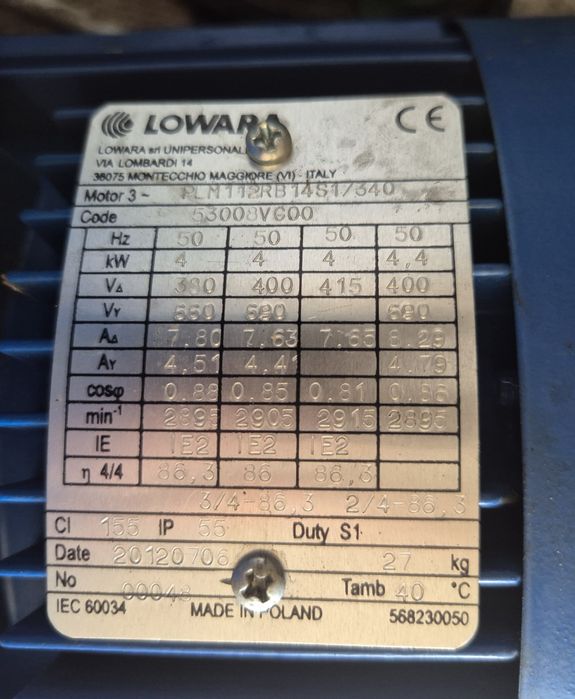 LOWARA CE
LOWARA srl UNIPERSONALE
VIA LOMBARDI 14
36075 MONTECCHIO MAGGIORE (VI) - ITALY
Motor 3 ~ PLM112RB14S1/340
Code 53008V600
Hz 50 50 50 50
kW 4 4 4 4,4
VΔ 380 400 415 400
VY 660 690 690
AΔ 7.80 7,63 7,65 8,29
AY 4,51 4,41 4,79
cosφ 0,88 0,85 0,81 0,86
min-1 2895 2905 2915 2895
IE IE2 IE2 IE2
η 4/4 86,3 86 86,3
3/4-86,3 2/4-86,3
Cl 155 IP 55 Duty S1
Date 20120706 27 kg
No 00048 Tamb 40 °C
IEC 60034 MADE IN POLAND 568230050